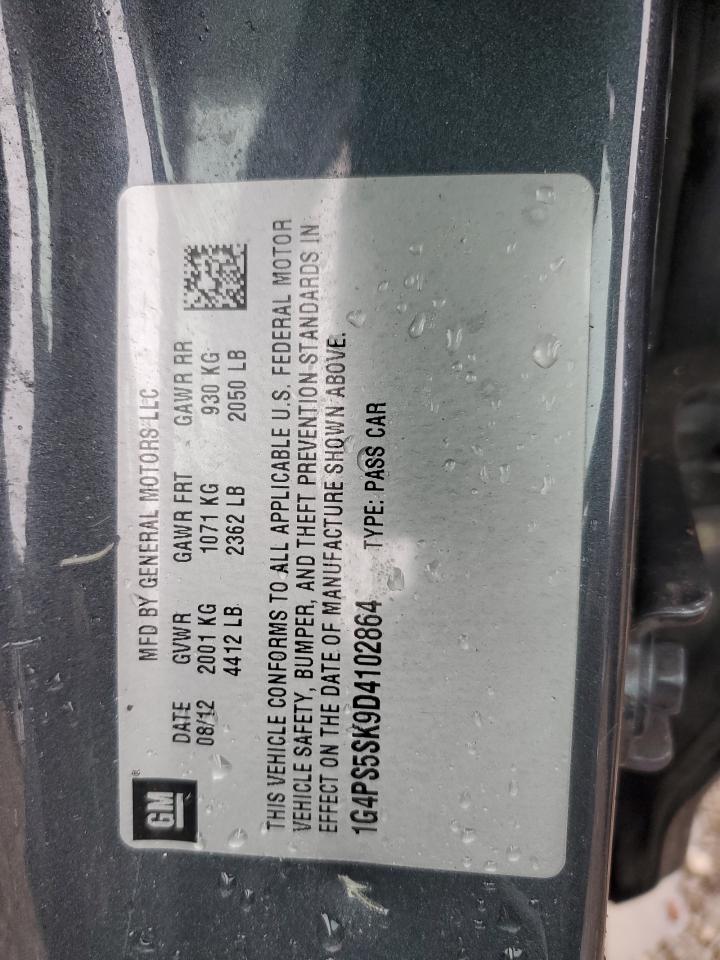 GM®
MFD BY GENERAL MOTORS LLC
DATE GVWR GAWR FRT GAWR RR
08/12 2001 KG 1071 KG 930 KG
4412 LB 2362 LB 2050 LB
THIS VEHICLE CONFORMS TO ALL APPLICABLE U.S. FEDERAL MOTOR
VEHICLE SAFETY, BUMPER, AND THEFT PREVENTION STANDARDS IN
EFFECT ON THE DATE OF MANUFACTURE SHOWN ABOVE.
1G4PS5SK9D4102864 TYPE: PASS CAR